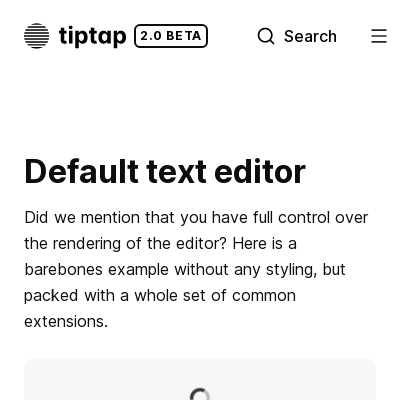 tiptap 2.0 BETA Search
Default text editor
Did we mention that you have full control over
the rendering of the editor? Here is a
barebones example without any styling, but
packed with a whole set of common
extensions.